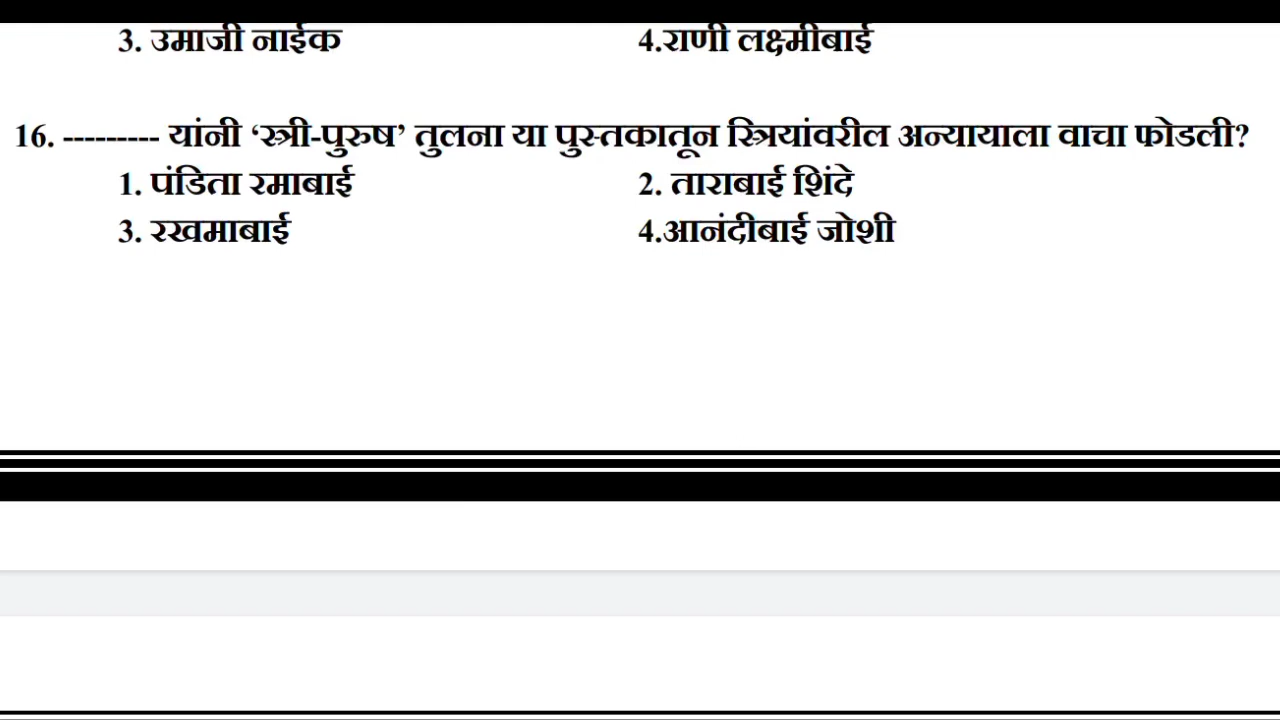 3. उमाजी नाईक 4.राणी लक्ष्मीबाई
16. --------- यांनी ‘स्त्री-पुरुष’ तुलना या पुस्तकातून स्त्रियांवरील अन्यायाला वाचा फोडली?
1. पंडिता रमाबाई 2. ताराबाई शिंदे
3. रखमाबाई 4.आनंदीबाई जोशी